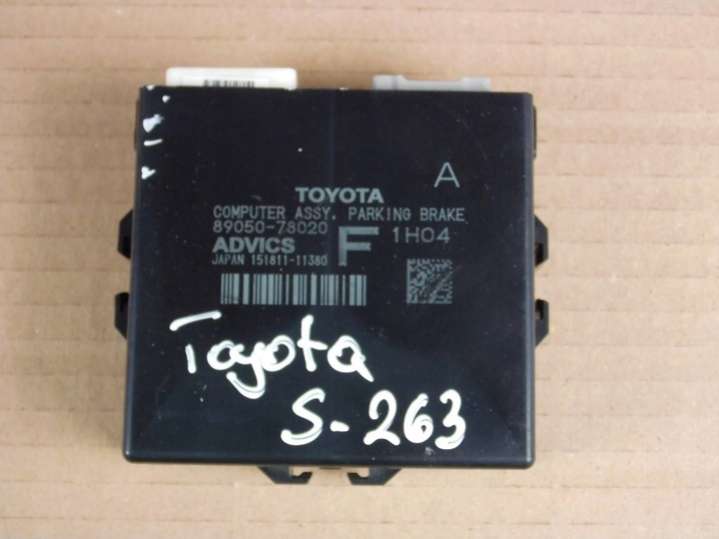 A
TOYOTA
COMPUTER ASSY, PARKING BRAKE
89050-78020
F 1H04
ADVICS
JAPAN 151811-11380
Toyota
S-263